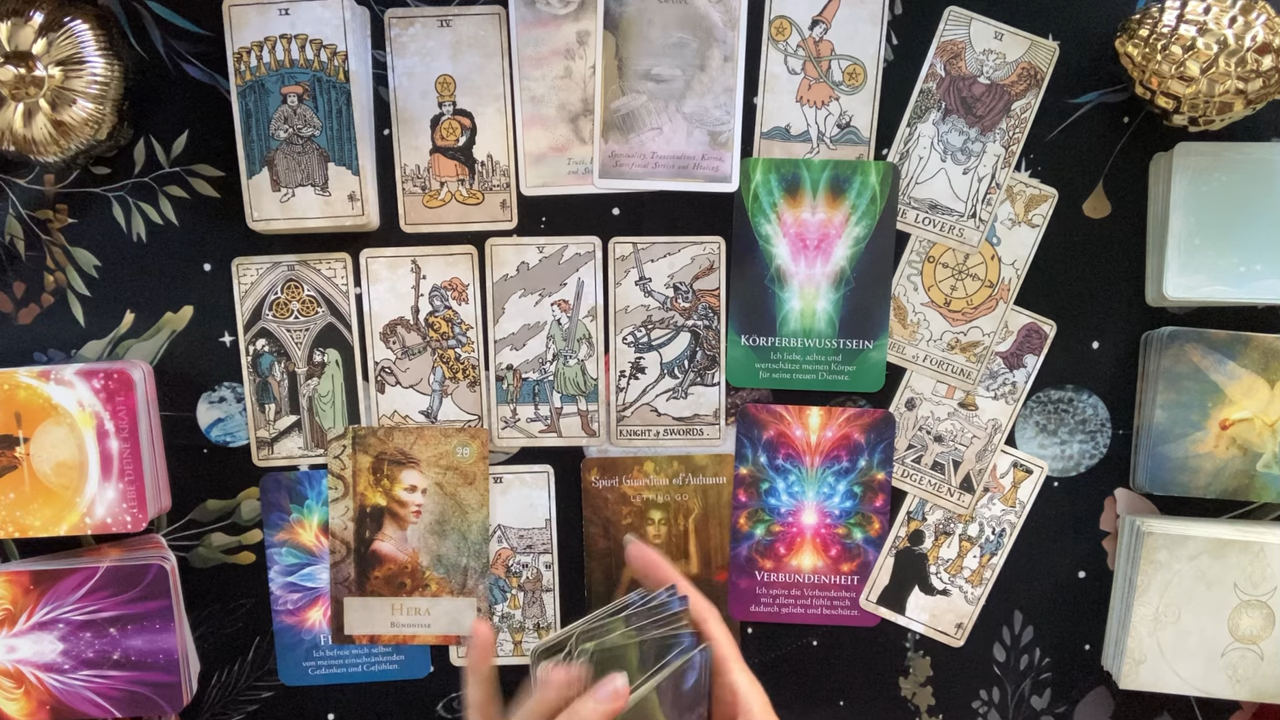 IX
IV
Spirituality, Transcendence, Karma,
Sacrificial Service and Healing
VI
THE LOVERS.
WHEEL of FORTUNE.
JUDGEMENT.
III
V
KNIGHT of SWORDS.
KÖRPERBEWUSSTSEIN
Ich liebe, achte und
wertschätze meinen Körper
für seine treuen Dienste.
LEBE DEINE KRAFT
28
HERA
BÜNDNISSE
Ich befreie mich selbst
von meinen einschränkenden
Gedanken und Gefühlen.
VI
Spirit Guardian of Autumn
LETTING GO
VERBUNDENHEIT
Ich spüre die Verbundenheit
mit allem und fühle mich
dadurch geliebt und beschützt.